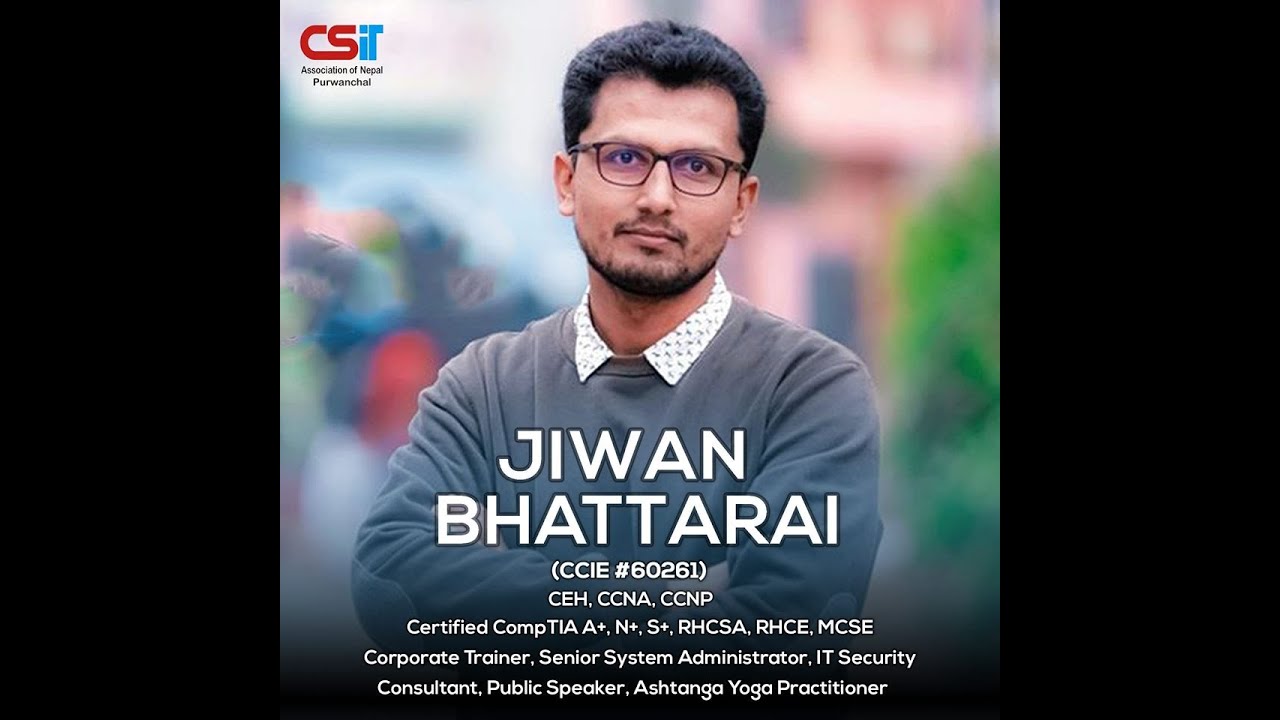 CSiT
Association of Nepal
Purwanchal
JIWAN
BHATTARAI
(CCIE #60261)
CEH, CCNA, CCNP
Certified CompTIA A+, N+, S+, RHCSA, RHCE, MCSE
Corporate Trainer, Senior System Administrator, IT Security
Consultant, Public Speaker, Ashtanga Yoga Practitioner